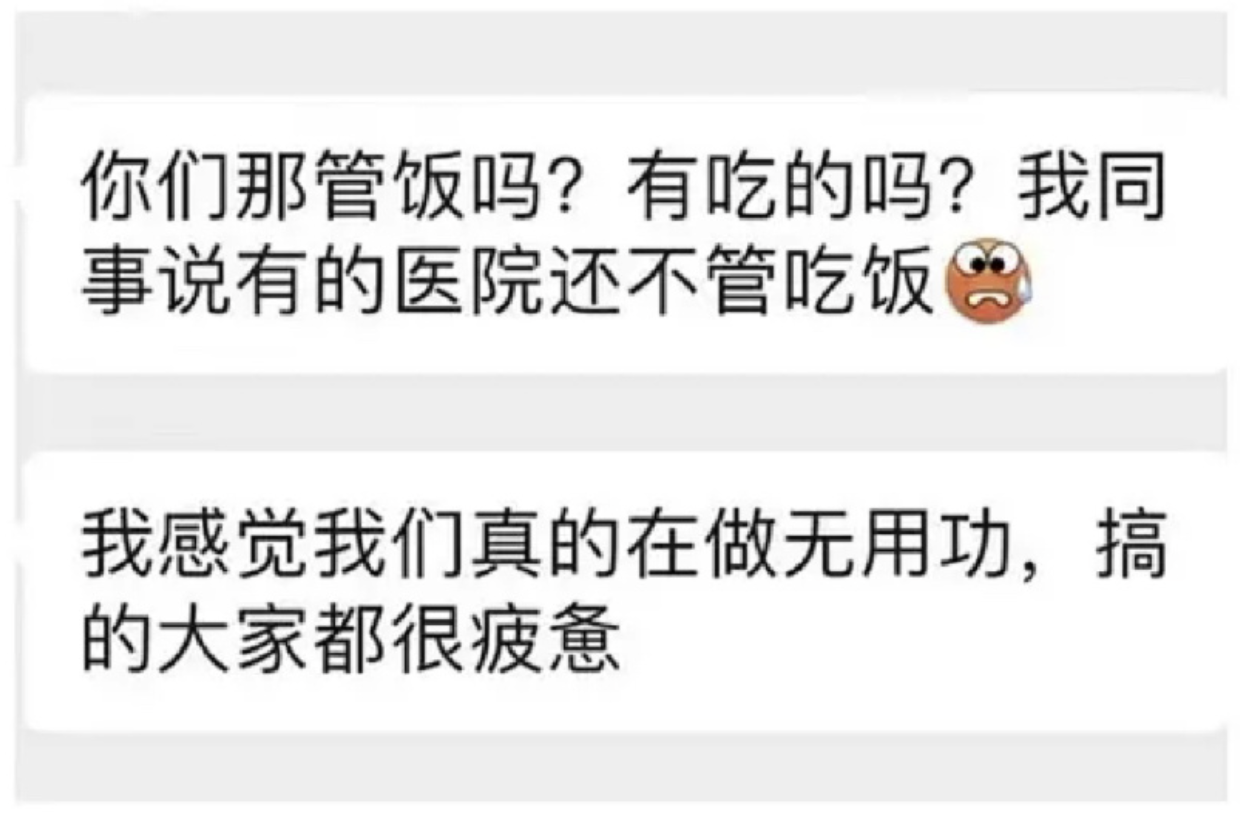 你们那管饭吗？有吃的吗？我同
事说有的医院还不管吃饭
我感觉我们真的在做无用功，搞
的大家都很疲惫